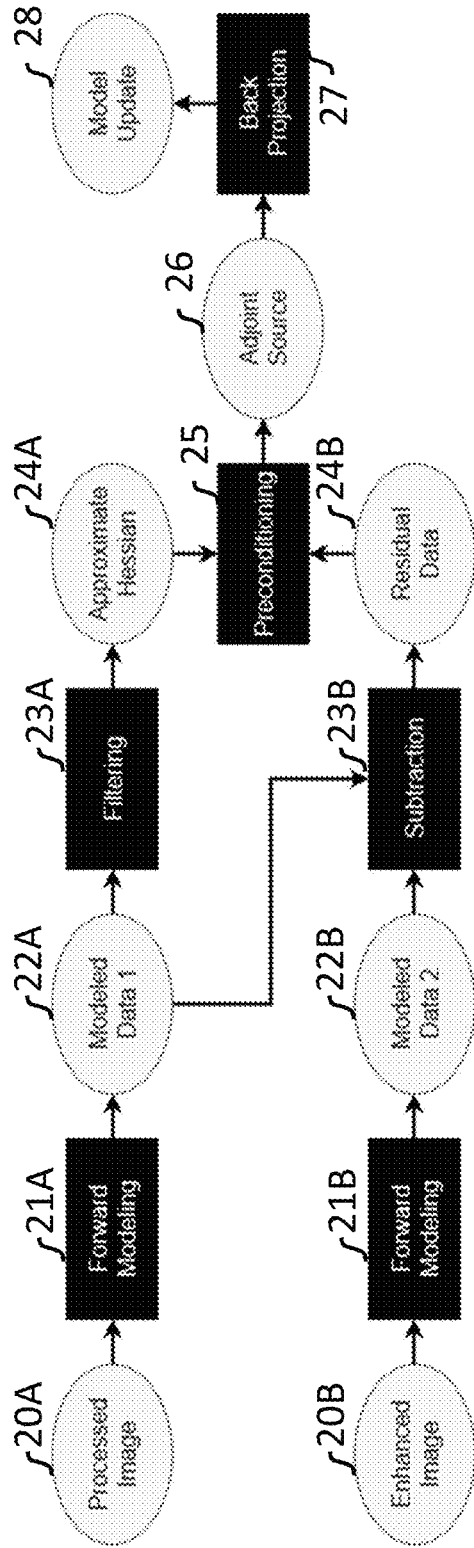 20A
Processed
Image
21A
Forward
Modeling
22A
Modeled
Data 1
23A
Filtering
24A
Approximate
Hessian
20B
Enhanced
Image
21B
Forward
Modeling
22B
Modeled
Data 2
23B
Subtraction
24B
Residual
Data
25
Preconditioning
26
Adjoint
Source
27
Back
Projection
28
Model
Update